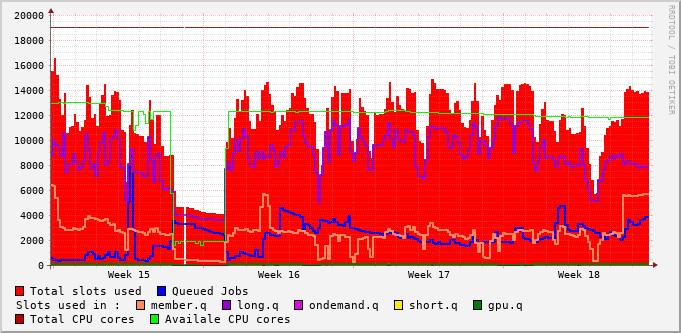 20000
18000
16000
14000
12000
10000
8000
6000
4000
2000
0
Week 15 Week 16 Week 17 Week 18
RRDTOOL / TOBI OETIKER
Total slots used Queued Jobs
Slots used in : member.q long.q ondemand.q short.q gpu.q
Total CPU cores Availale CPU cores